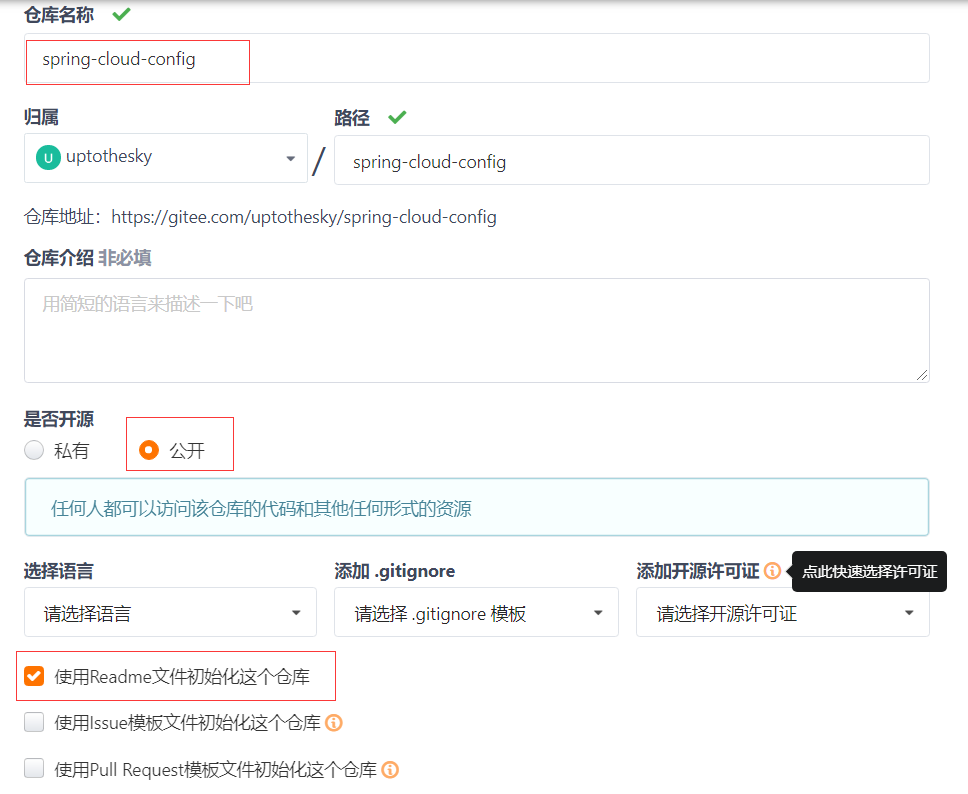 仓库名称
spring-cloud-config
归属
路径
U uptothesky / spring-cloud-config
仓库地址：https://gitee.com/uptothesky/spring-cloud-config
仓库介绍 非必填
用简短的语言来描述一下吧
是否开源
私有
公开
任何人都可以访问该仓库的代码和其他任何形式的资源
选择语言
添加 .gitignore
添加开源许可证
点此快速选择许可证
请选择语言
请选择 .gitignore 模板
请选择开源许可证
使用Readme文件初始化这个仓库
使用Issue模板文件初始化这个仓库
使用Pull Request模板文件初始化这个仓库